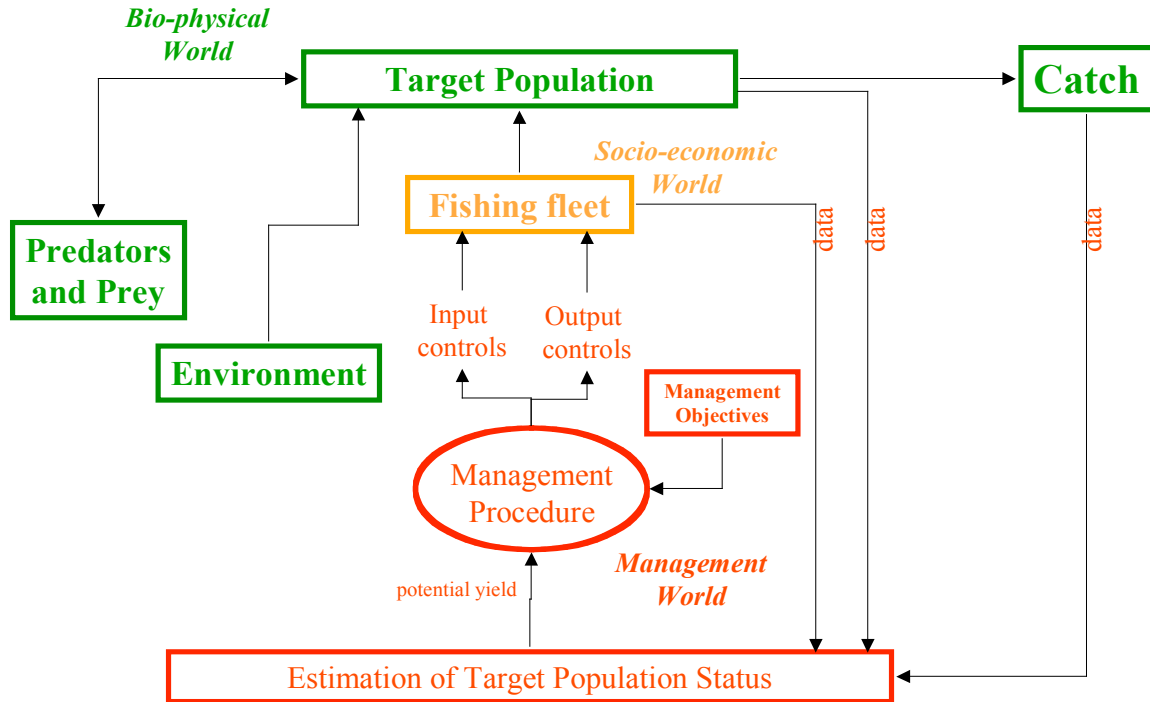 Bio-physical
World
Target Population
Catch
Socio-economic
World
Fishing fleet
data
data
data
Predators
and Prey
Input
controls
Output
controls
Environment
Management
Objectives
Management
Procedure
Management
World
potential yield
Estimation of Target Population Status